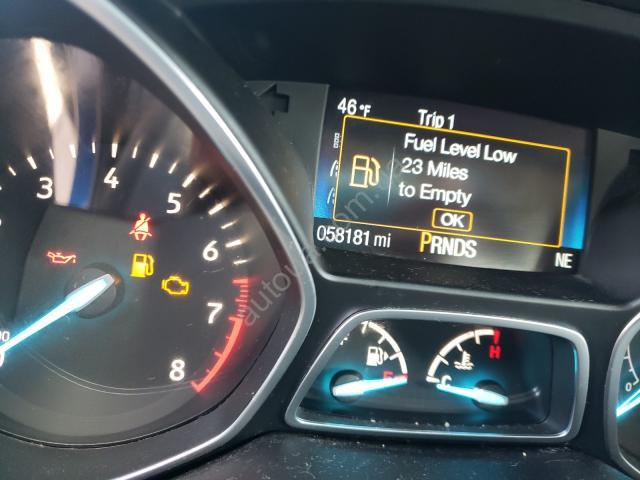 46°F
Trip 1
Fuel Level Low
23 Miles
to Empty
OK
058181 mi
PRNDS
NE
3
4
5
6
7
8
E
H
C